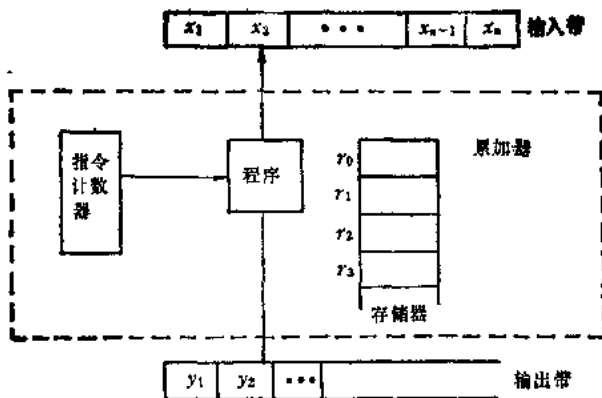 x₁ x₂ ••• xₙ₋₁ xₙ 输入带
指令
计数
器
程序
r₀
r₁
r₂
r₃
累加器
存储器
y₁ y₂ ••• 输出带